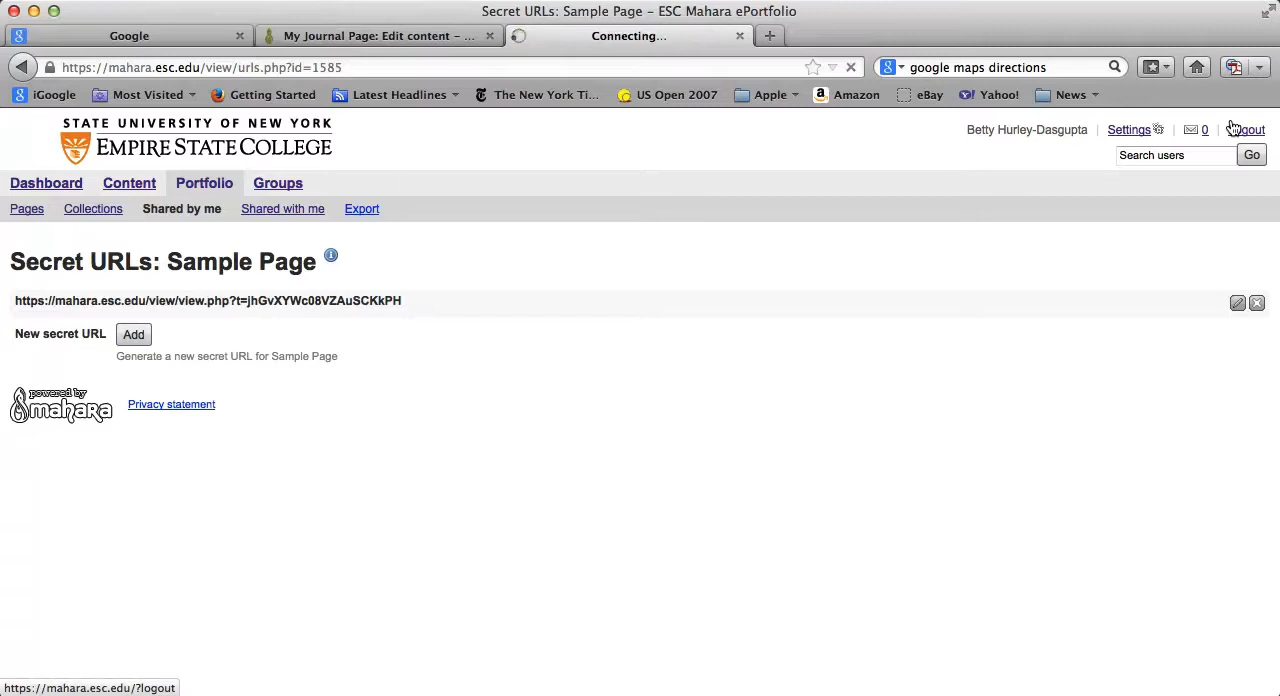 Secret URLs: Sample Page – ESC Mahara ePortfolio
Google
My Journal Page: Edit content – ...
Connecting...
https://mahara.esc.edu/view/urls.php?id=1585
google maps directions
iGoogle
Most Visited
Getting Started
Latest Headlines
The New York Ti...
US Open 2007
Apple
Amazon
eBay
Yahoo!
News
STATE UNIVERSITY OF NEW YORK
EMPIRE STATE COLLEGE
Betty Hurley-Dasgupta
Settings
0
Logout
Search users
Go
Dashboard
Content
Portfolio
Groups
Pages
Collections
Shared by me
Shared with me
Export
Secret URLs: Sample Page
https://mahara.esc.edu/view/view.php?t=jhGvXYWc08VZAuSCKkPH
New secret URL
Add
Generate a new secret URL for Sample Page
powered by
mahara
Privacy statement
https://mahara.esc.edu/?logout